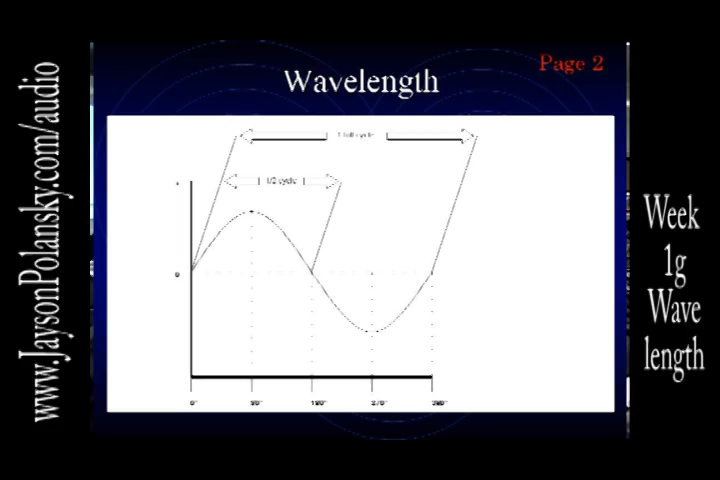 www.JaysonPolansky.com/audio
Page 2
Wavelength
1 full cycle
1/2 cycle
0
0°
90°
180°
270°
360°
Week
1g
Wave
length